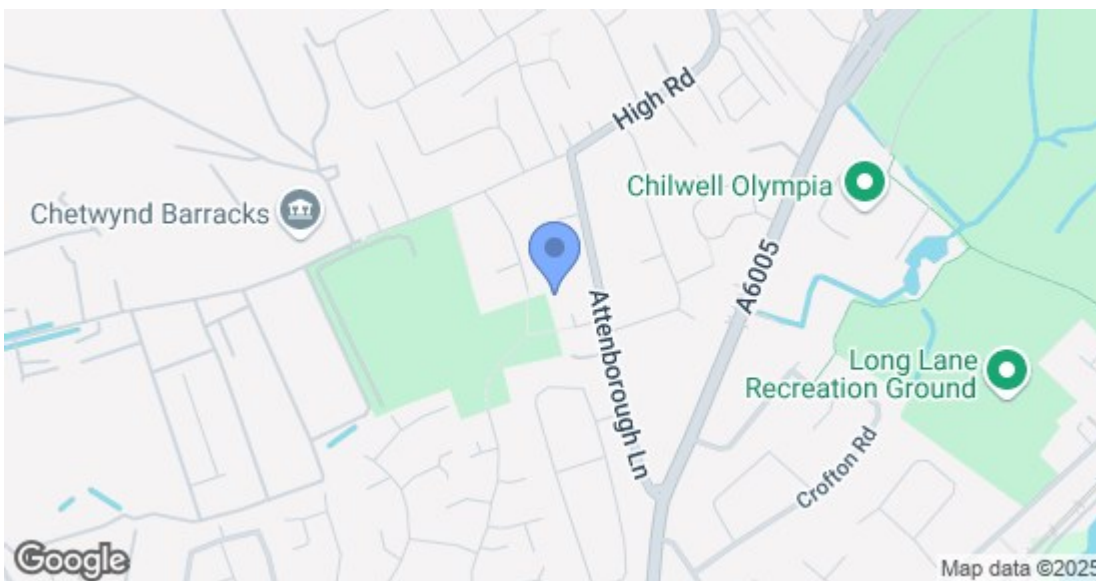 High Rd
Chilwell Olympia
Chetwynd Barracks
A6005
Attenborough Ln
Long Lane
Recreation Ground
Crofton Rd
Google
Map data ©2025